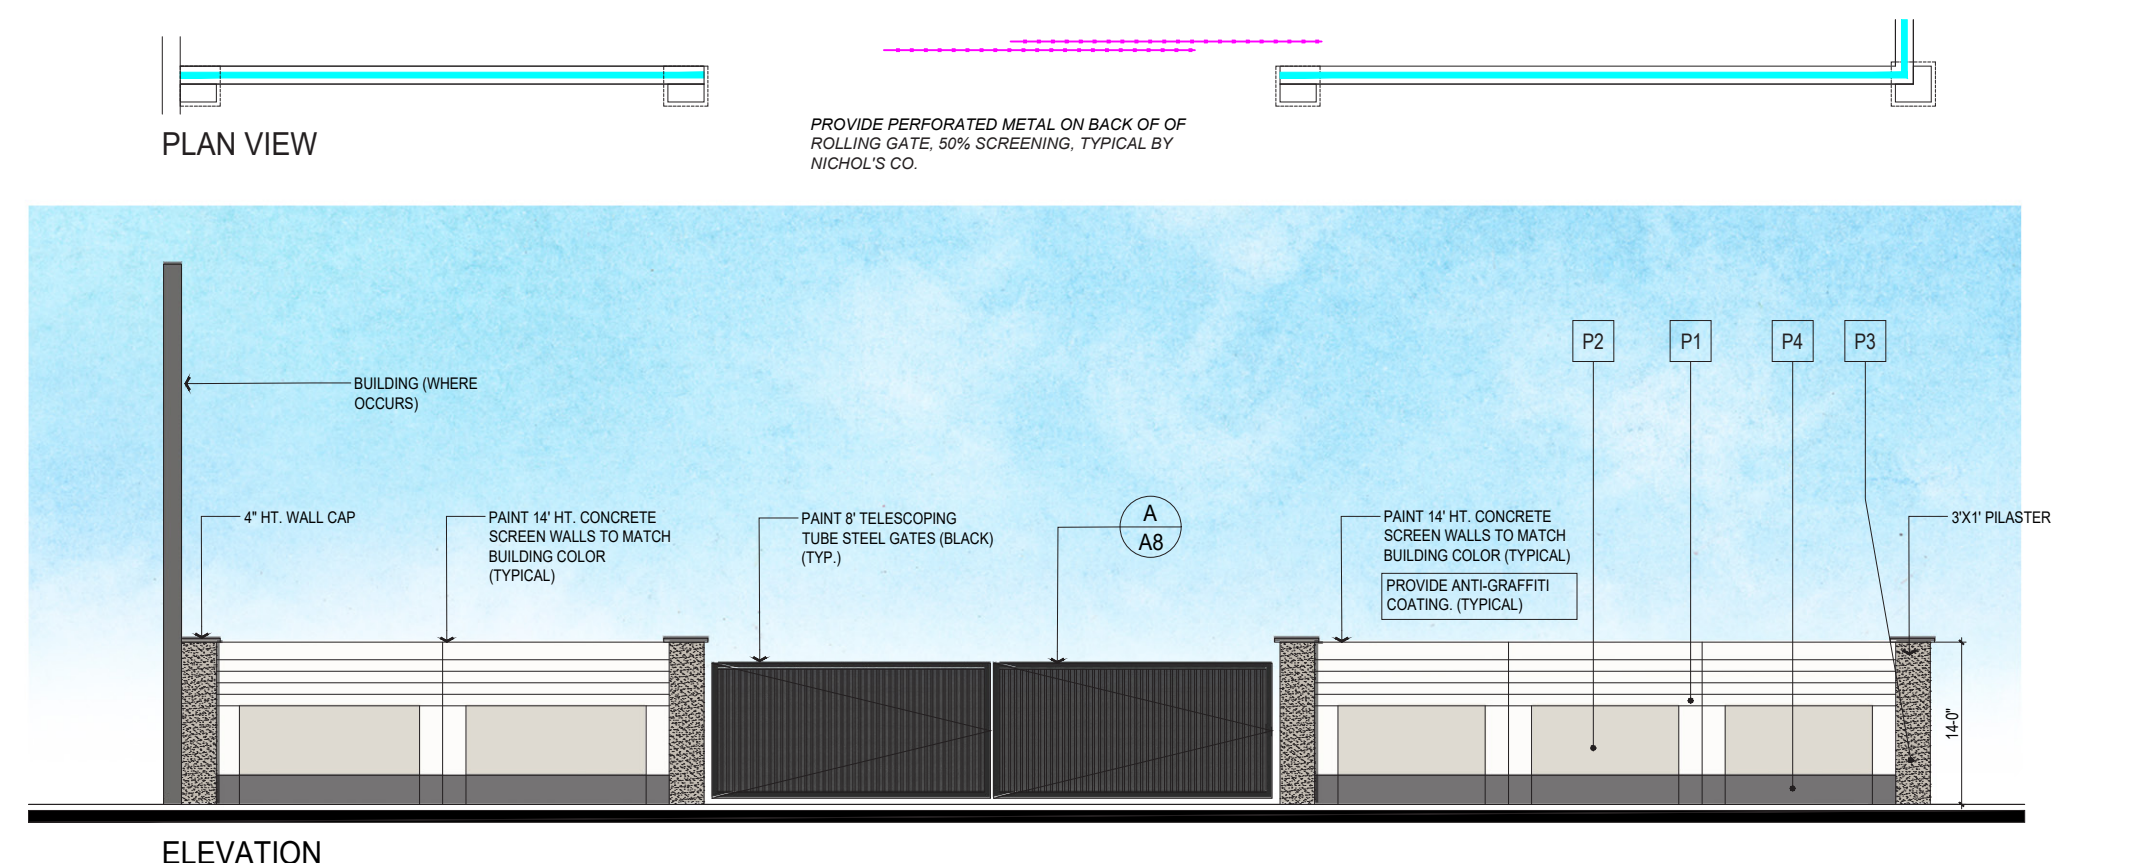 PLAN VIEW
PROVIDE PERFORATED METAL ON BACK OF OF
ROLLING GATE, 50% SCREENING, TYPICAL BY
NICHOL'S CO.
P2
P1
P4
P3
BUILDING (WHERE
OCCURS)
4" HT. WALL CAP
PAINT 14' HT. CONCRETE
SCREEN WALLS TO MATCH
BUILDING COLOR
(TYPICAL)
PAINT 8' TELESCOPING
TUBE STEEL GATES (BLACK)
(TYP.)
A
A8
PAINT 14' HT. CONCRETE
SCREEN WALLS TO MATCH
BUILDING COLOR (TYPICAL)
PROVIDE ANTI-GRAFFITI
COATING. (TYPICAL)
3'X1' PILASTER
14-0"
ELEVATION